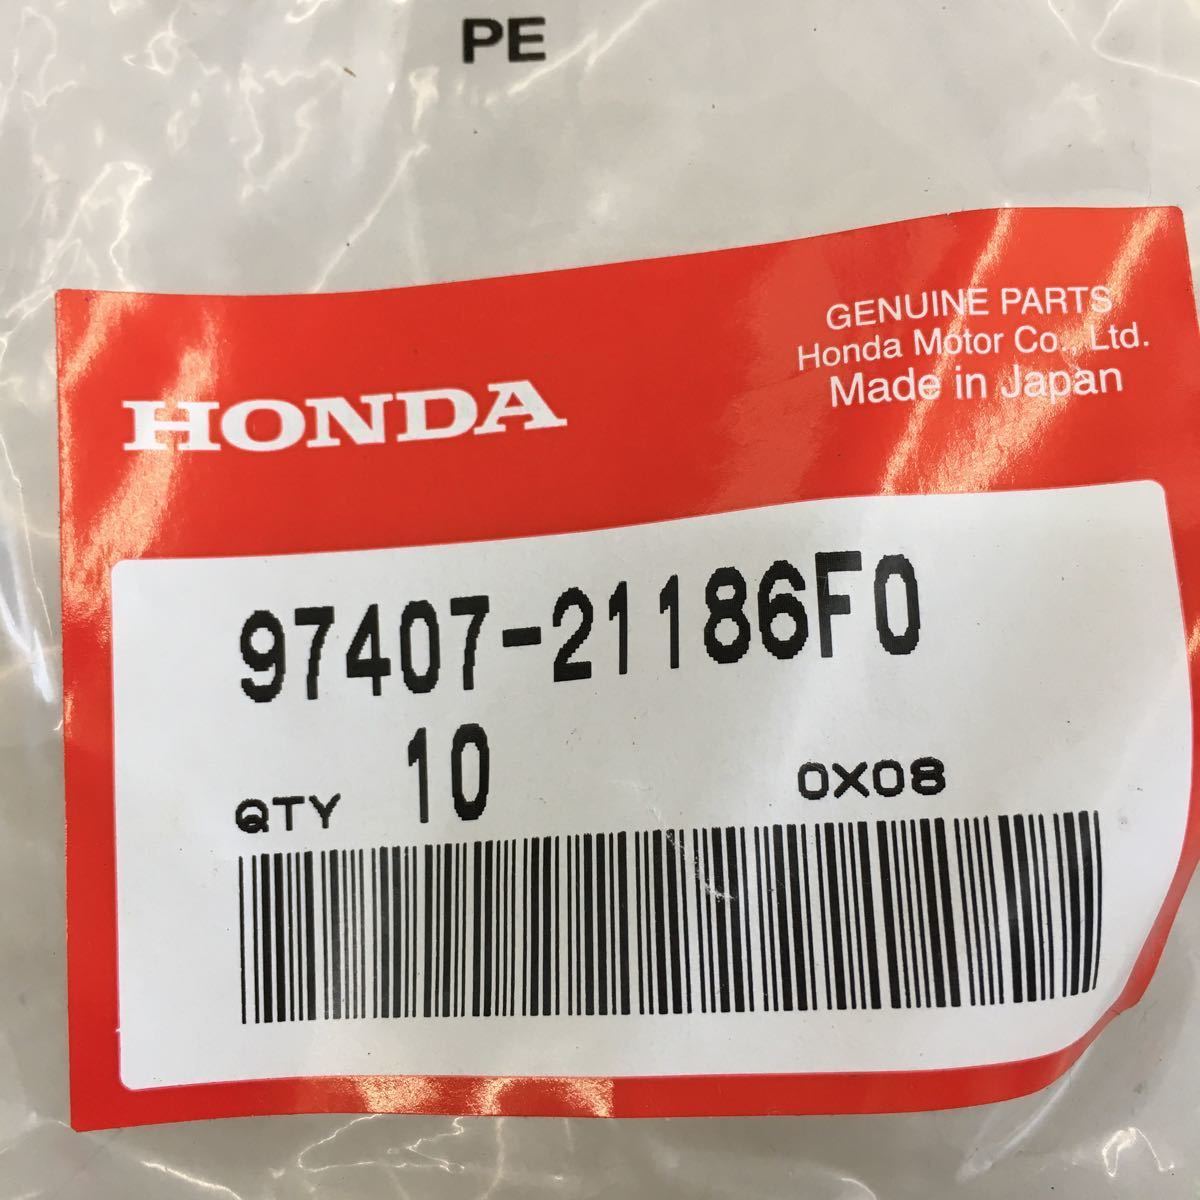 PE
GENUINE PARTS
Honda Motor Co., Ltd.
Made in Japan
HONDA
97407-21186F0
QTY 10 0X08